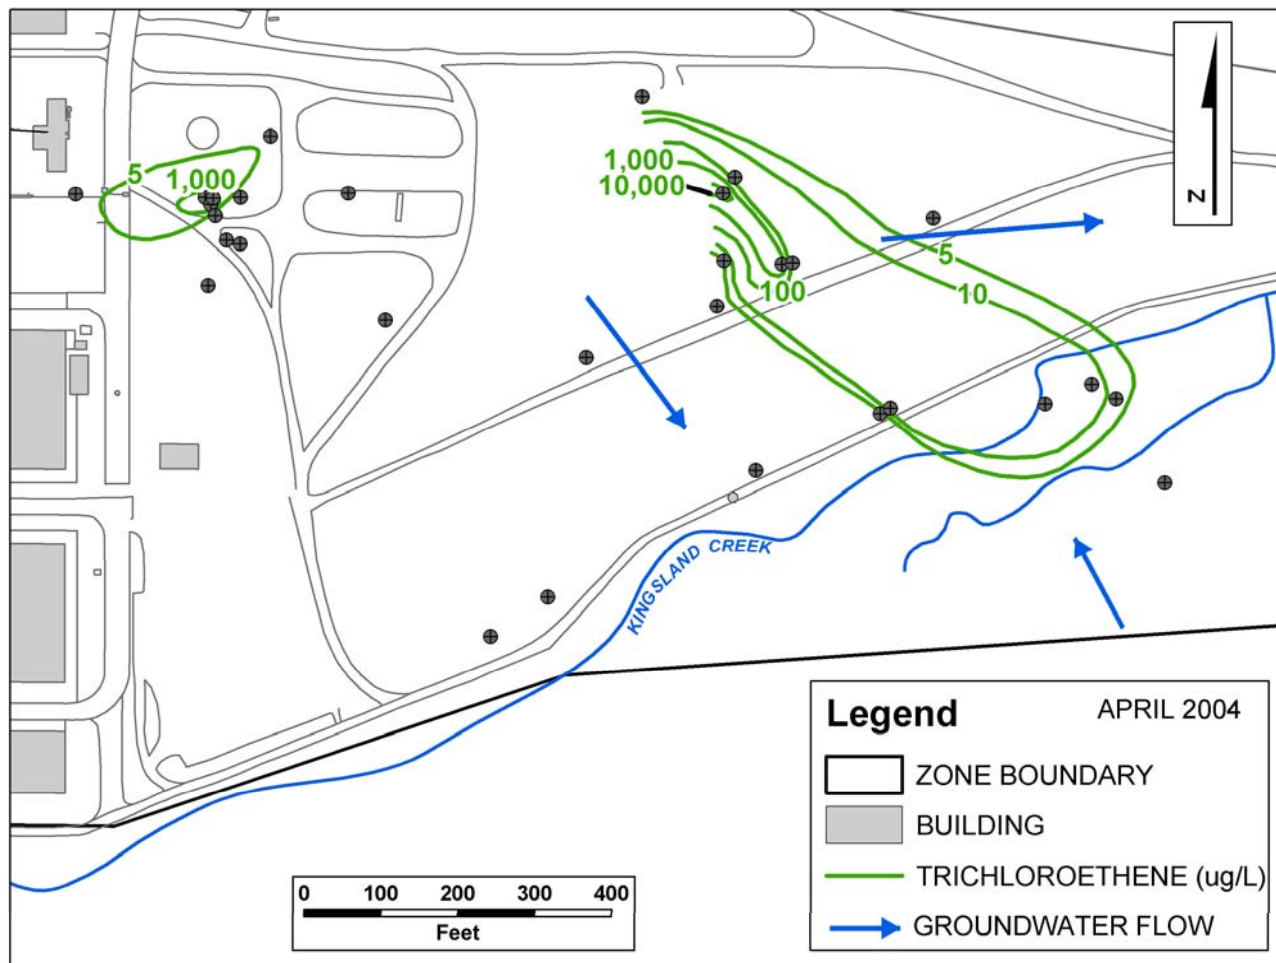 5
1,000
1,000
10,000
100
5
10
N
KINGSLAND CREEK
Legend
APRIL 2004
ZONE BOUNDARY
BUILDING
TRICHLOROETHENE (ug/L)
GROUNDWATER FLOW
0 100 200 300 400
Feet